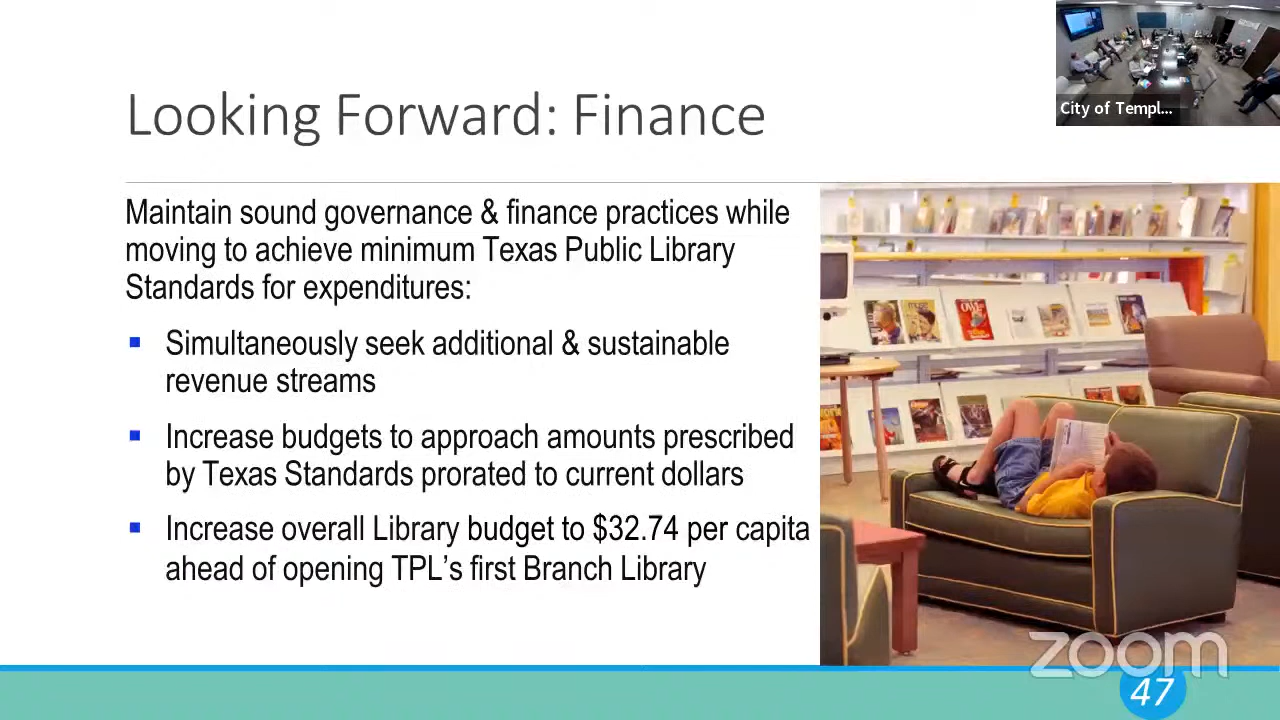 City of Templ...
Looking Forward: Finance
Maintain sound governance & finance practices while
moving to achieve minimum Texas Public Library
Standards for expenditures:
Simultaneously seek additional & sustainable
revenue streams
Increase budgets to approach amounts prescribed
by Texas Standards prorated to current dollars
Increase overall Library budget to $32.74 per capita
ahead of opening TPL's first Branch Library
OWL
zoom
47